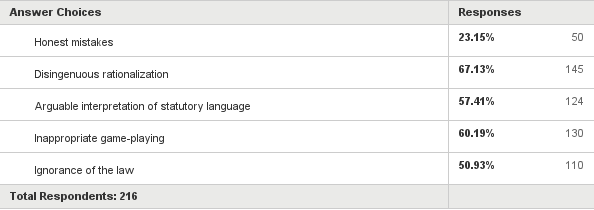 Answer Choices Responses
Honest mistakes 23.15% 50
Disingenuous rationalization 67.13% 145
Arguable interpretation of statutory language 57.41% 124
Inappropriate game-playing 60.19% 130
Ignorance of the law 50.93% 110
Total Respondents: 216